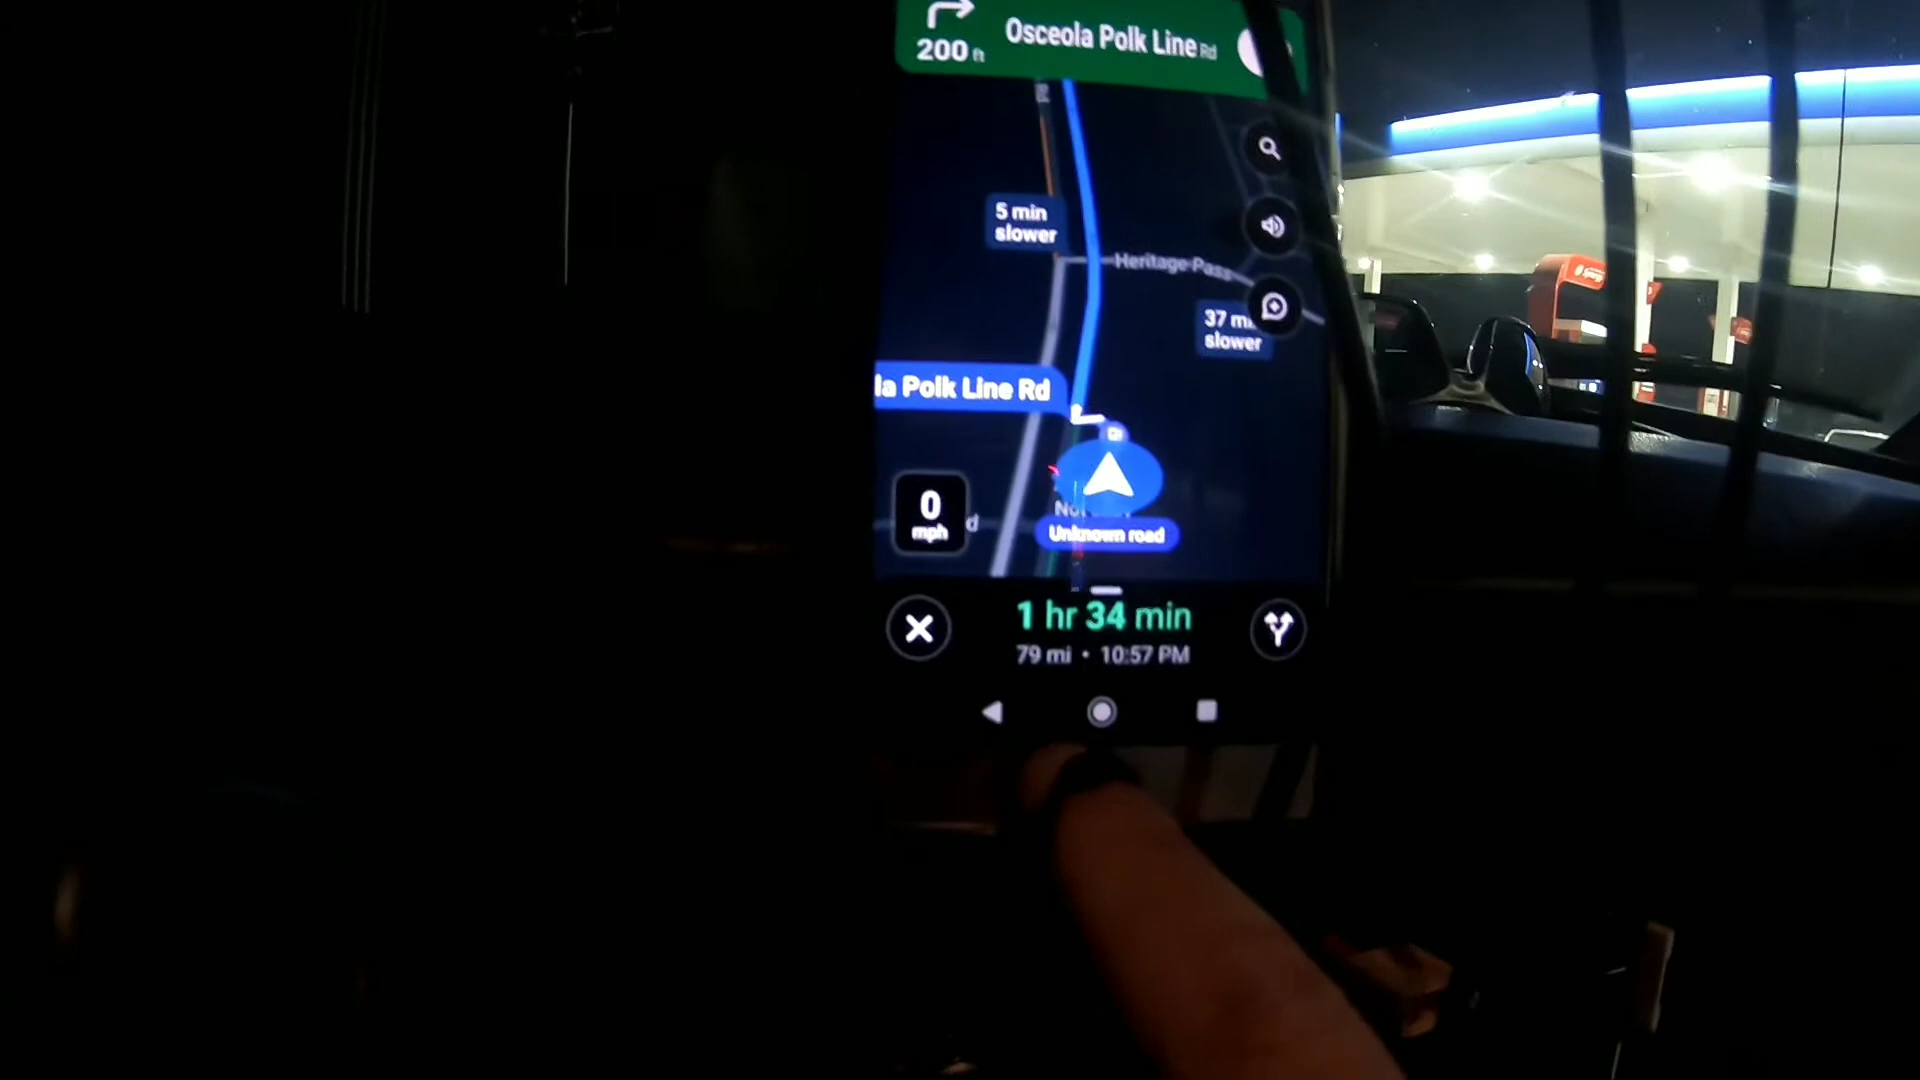 200 ft
Osceola Polk Line Rd
5 min
slower
Heritage Pass
37
slower
la Polk Line Rd
0
mph
d
Unknown road
1 hr 34 min
79 mi • 10:57 PM